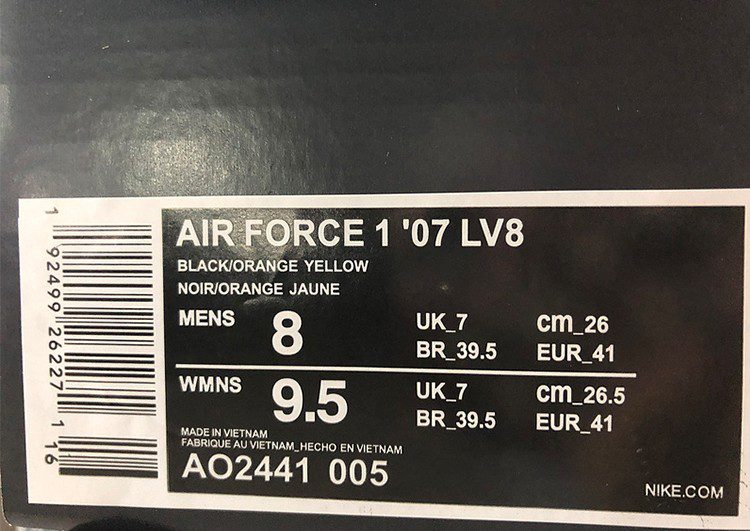 AIR FORCE 1 '07 LV8
BLACK/ORANGE YELLOW
NOIR/ORANGE JAUNE
MENS 8 UK_7 cm_26
BR_39.5 EUR_41
WMNS 9.5 UK_7 cm_26.5
BR_39.5 EUR_41
MADE IN VIETNAM
FABRIQUE AU VIETNAM_HECHO EN VIETNAM
AO2441 005
NIKE.COM
1 92499 26227 1 16